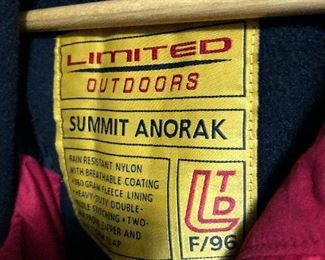 LIMITED
OUTDOORS
SUMMIT ANORAK
RAIN RESISTANT NYLON
WITH BREATHABLE COATING
GRAM FLEECE LINING
HEAVY-DUTY DOUBLE-
STITCHING • TWO-
ZIPPER AND
FLAP
LTD
F/96